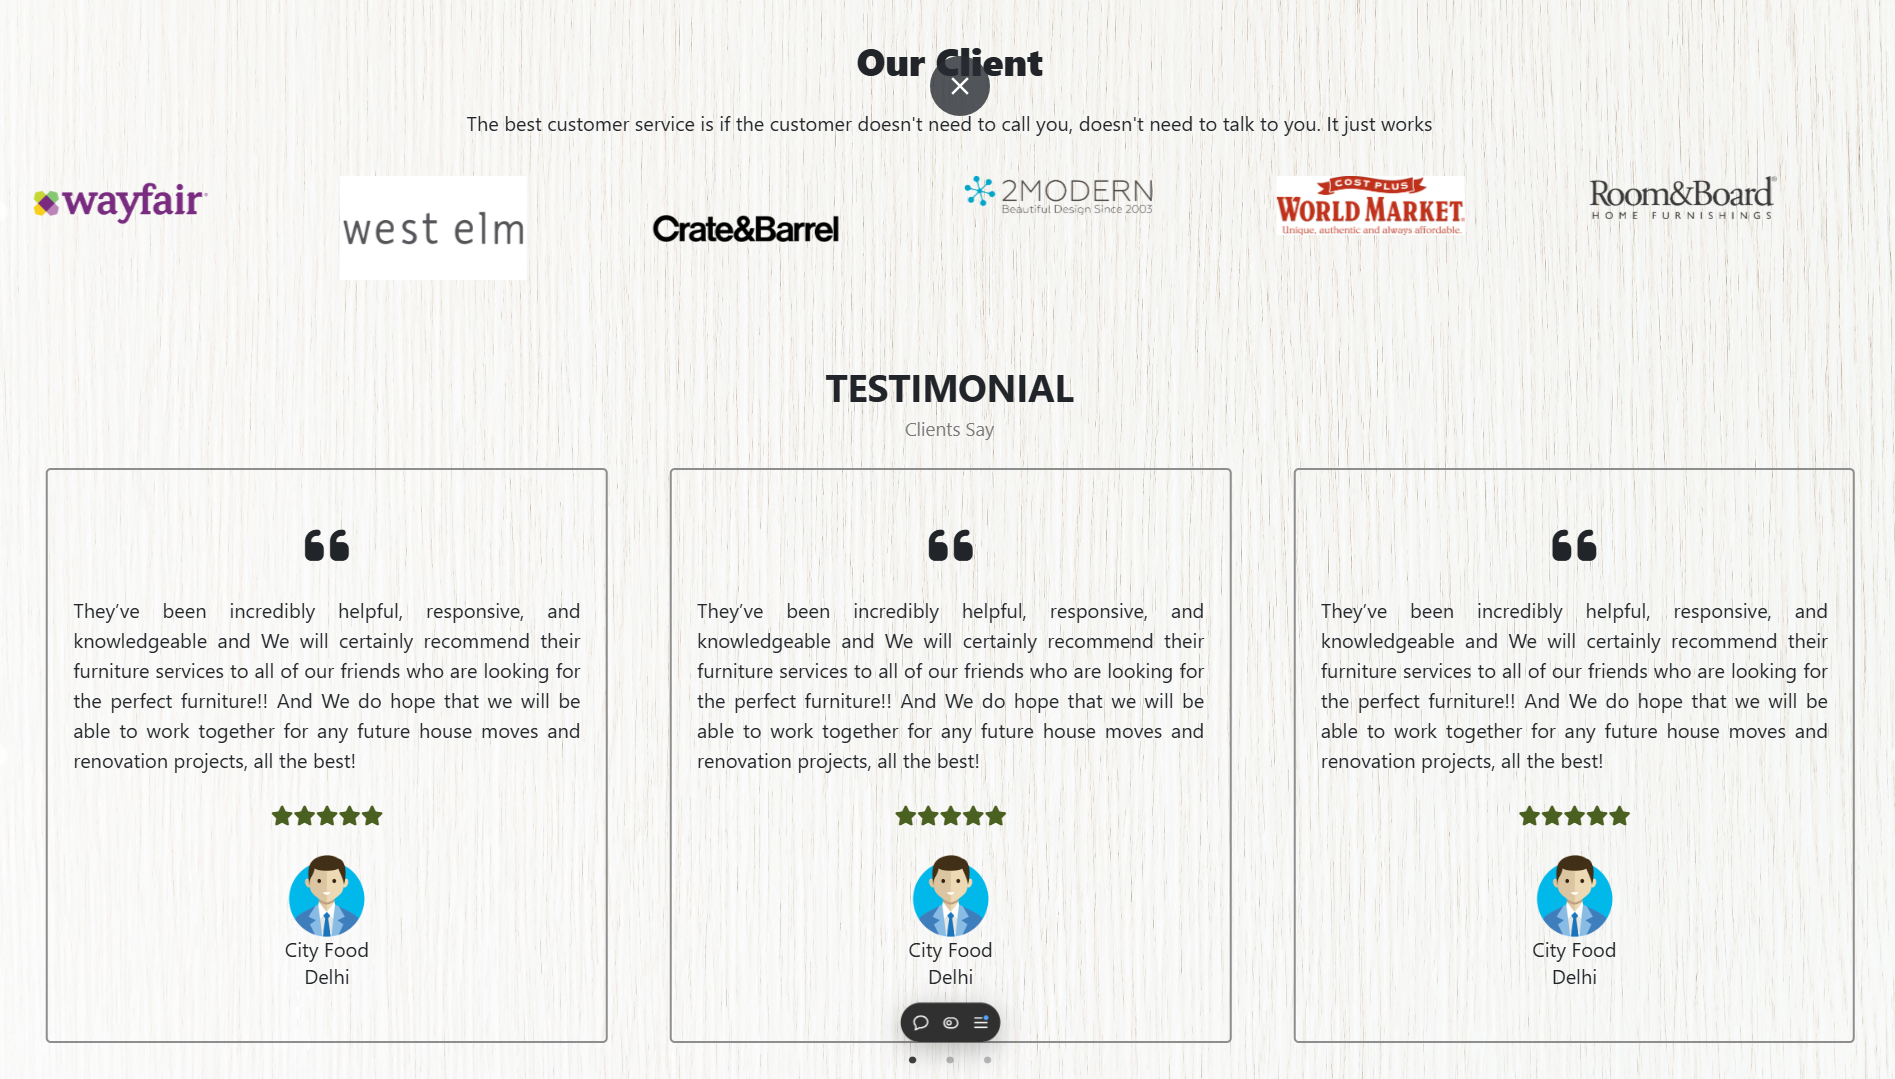 Our Client
The best customer service is if the customer doesn't need to call you, doesn't need to talk to you. It just works
wayfair
west elm
Crate&Barrel
2MODERN
Beautiful Design Since 2003
COST PLUS
WORLD MARKET.
Unique, authentic and always affordable.
Room&Board®
HOME FURNISHINGS
TESTIMONIAL
Clients Say
They’ve been incredibly helpful, responsive, and
knowledgeable and We will certainly recommend their
furniture services to all of our friends who are looking for
the perfect furniture!! And We do hope that we will be
able to work together for any future house moves and
renovation projects, all the best!
City Food
Delhi
They’ve been incredibly helpful, responsive, and
knowledgeable and We will certainly recommend their
furniture services to all of our friends who are looking for
the perfect furniture!! And We do hope that we will be
able to work together for any future house moves and
renovation projects, all the best!
City Food
Delhi
They’ve been incredibly helpful, responsive, and
knowledgeable and We will certainly recommend their
furniture services to all of our friends who are looking for
the perfect furniture!! And We do hope that we will be
able to work together for any future house moves and
renovation projects, all the best!
City Food
Delhi